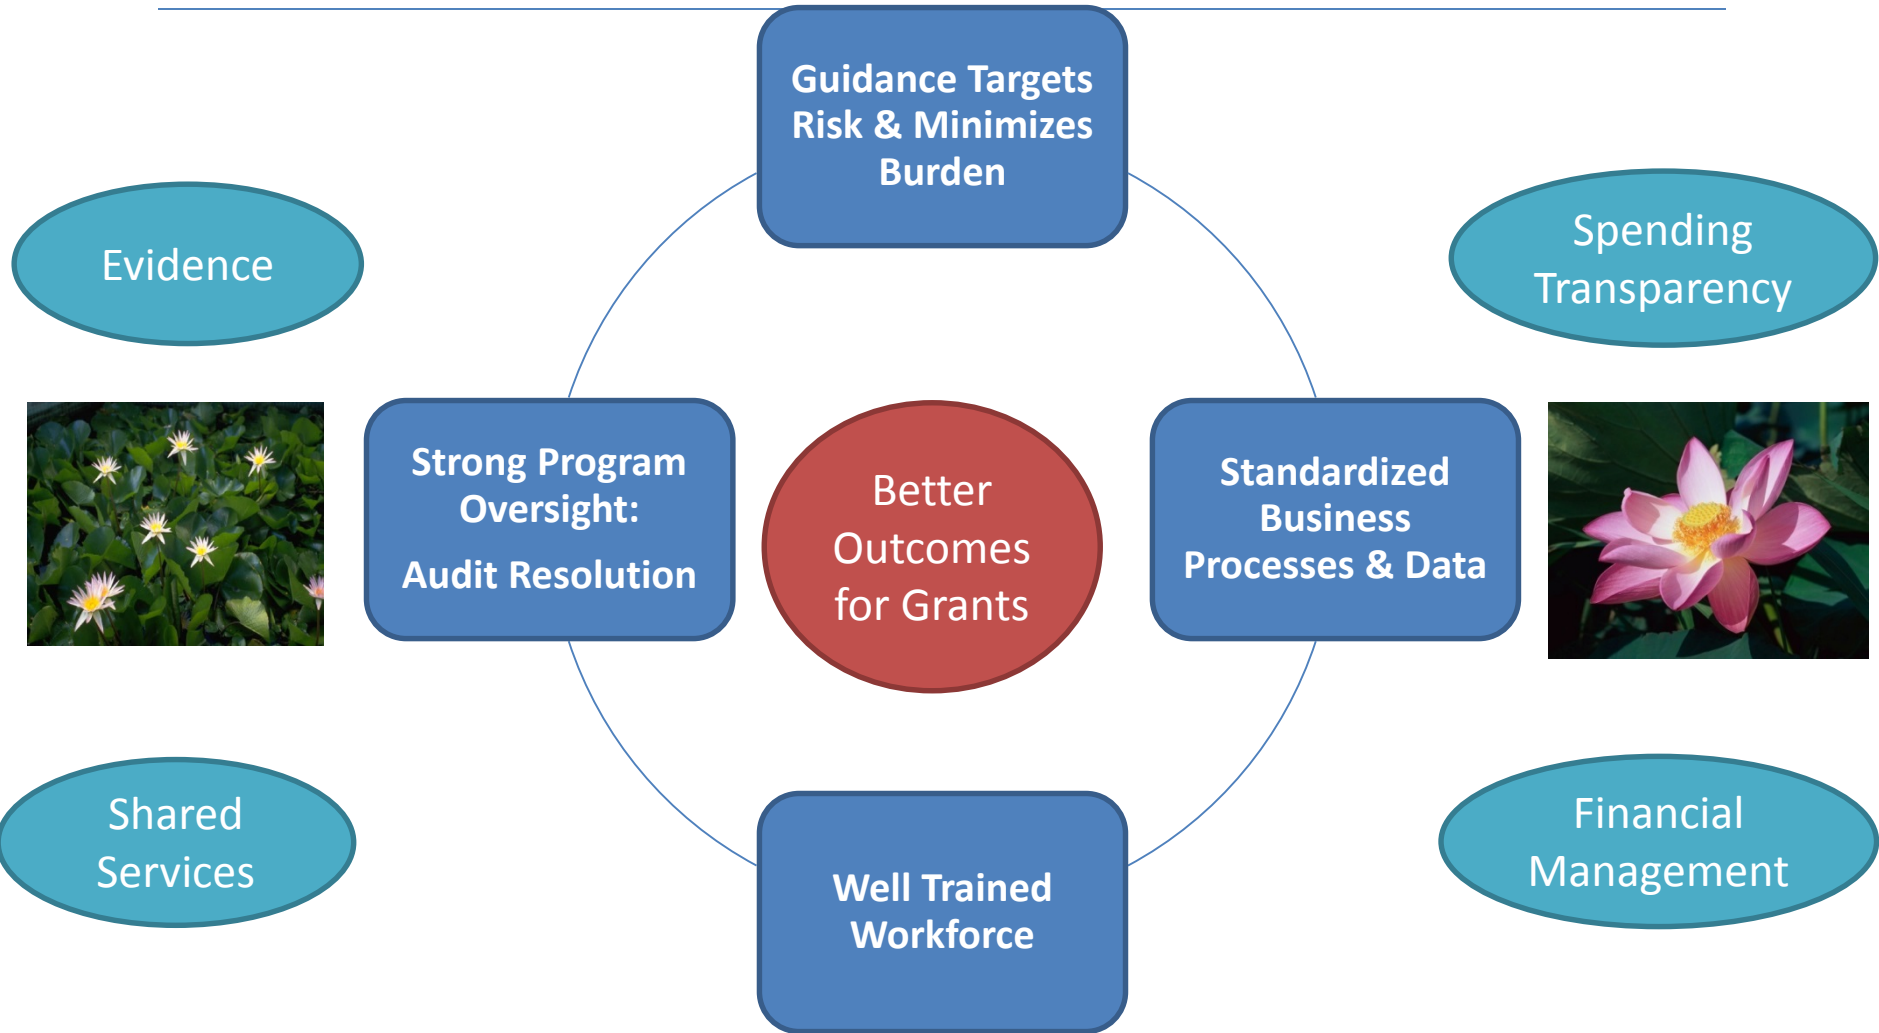 Guidance Targets
Risk & Minimizes
Burden
Evidence
Spending
Transparency
Strong Program
Oversight:
Audit Resolution
Better
Outcomes
for Grants
Standardized
Business
Processes & Data
Shared
Services
Well Trained
Workforce
Financial
Management